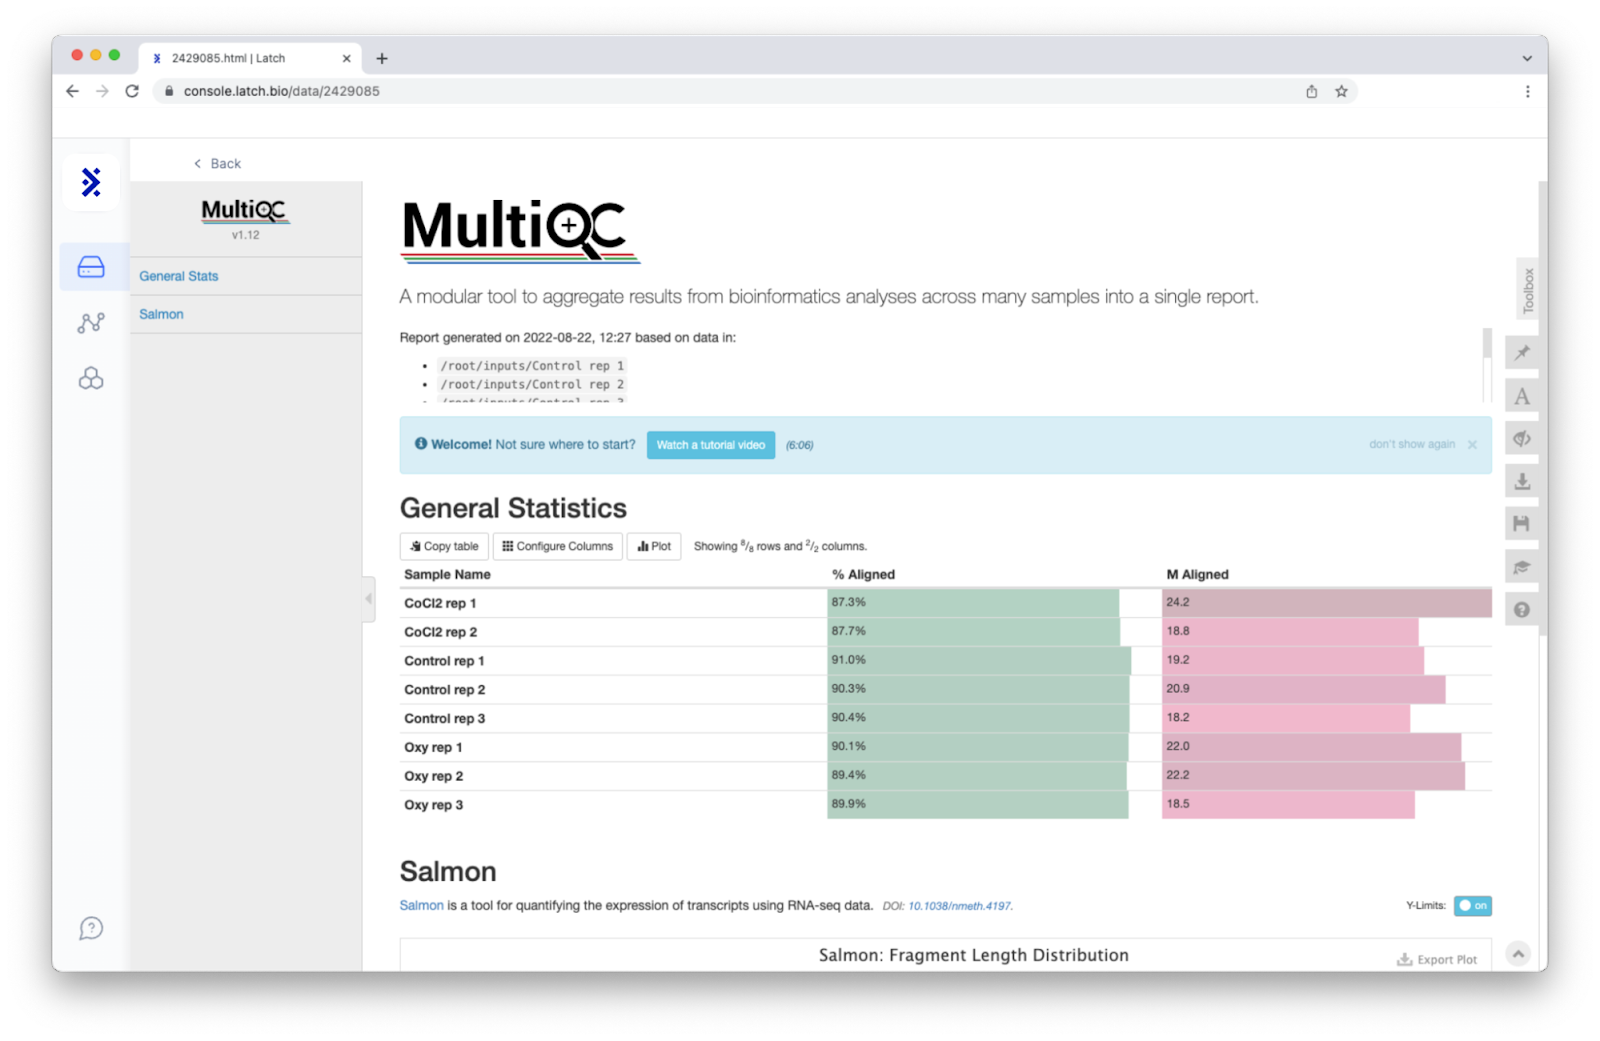 2429085.html | Latch
console.latch.bio/data/2429085
Back
MultiQC
v1.12
General Stats
Salmon
MultiQC
A modular tool to aggregate results from bioinformatics analyses across many samples into a single report.
Toolbox
Report generated on 2022-08-22, 12:27 based on data in:
• /root/inputs/Control rep 1
• /root/inputs/Control rep 2
• /root/inputs/Control rep 3
A
Welcome! Not sure where to start? Watch a tutorial video (6:06) don't show again ×
General Statistics
Copy table Configure Columns Plot Showing 8/8 rows and 2/2 columns.
Sample Name % Aligned M Aligned
CoCl2 rep 1 87.3% 24.2
CoCl2 rep 2 87.7% 18.8
Control rep 1 91.0% 19.2
Control rep 2 90.3% 20.9
Control rep 3 90.4% 18.2
Oxy rep 1 90.1% 22.0
Oxy rep 2 89.4% 22.2
Oxy rep 3 89.9% 18.5
Salmon
Salmon is a tool for quantifying the expression of transcripts using RNA-seq data. DOI: 10.1038/nmeth.4197.
Y-Limits: on
Salmon: Fragment Length Distribution
Export Plot